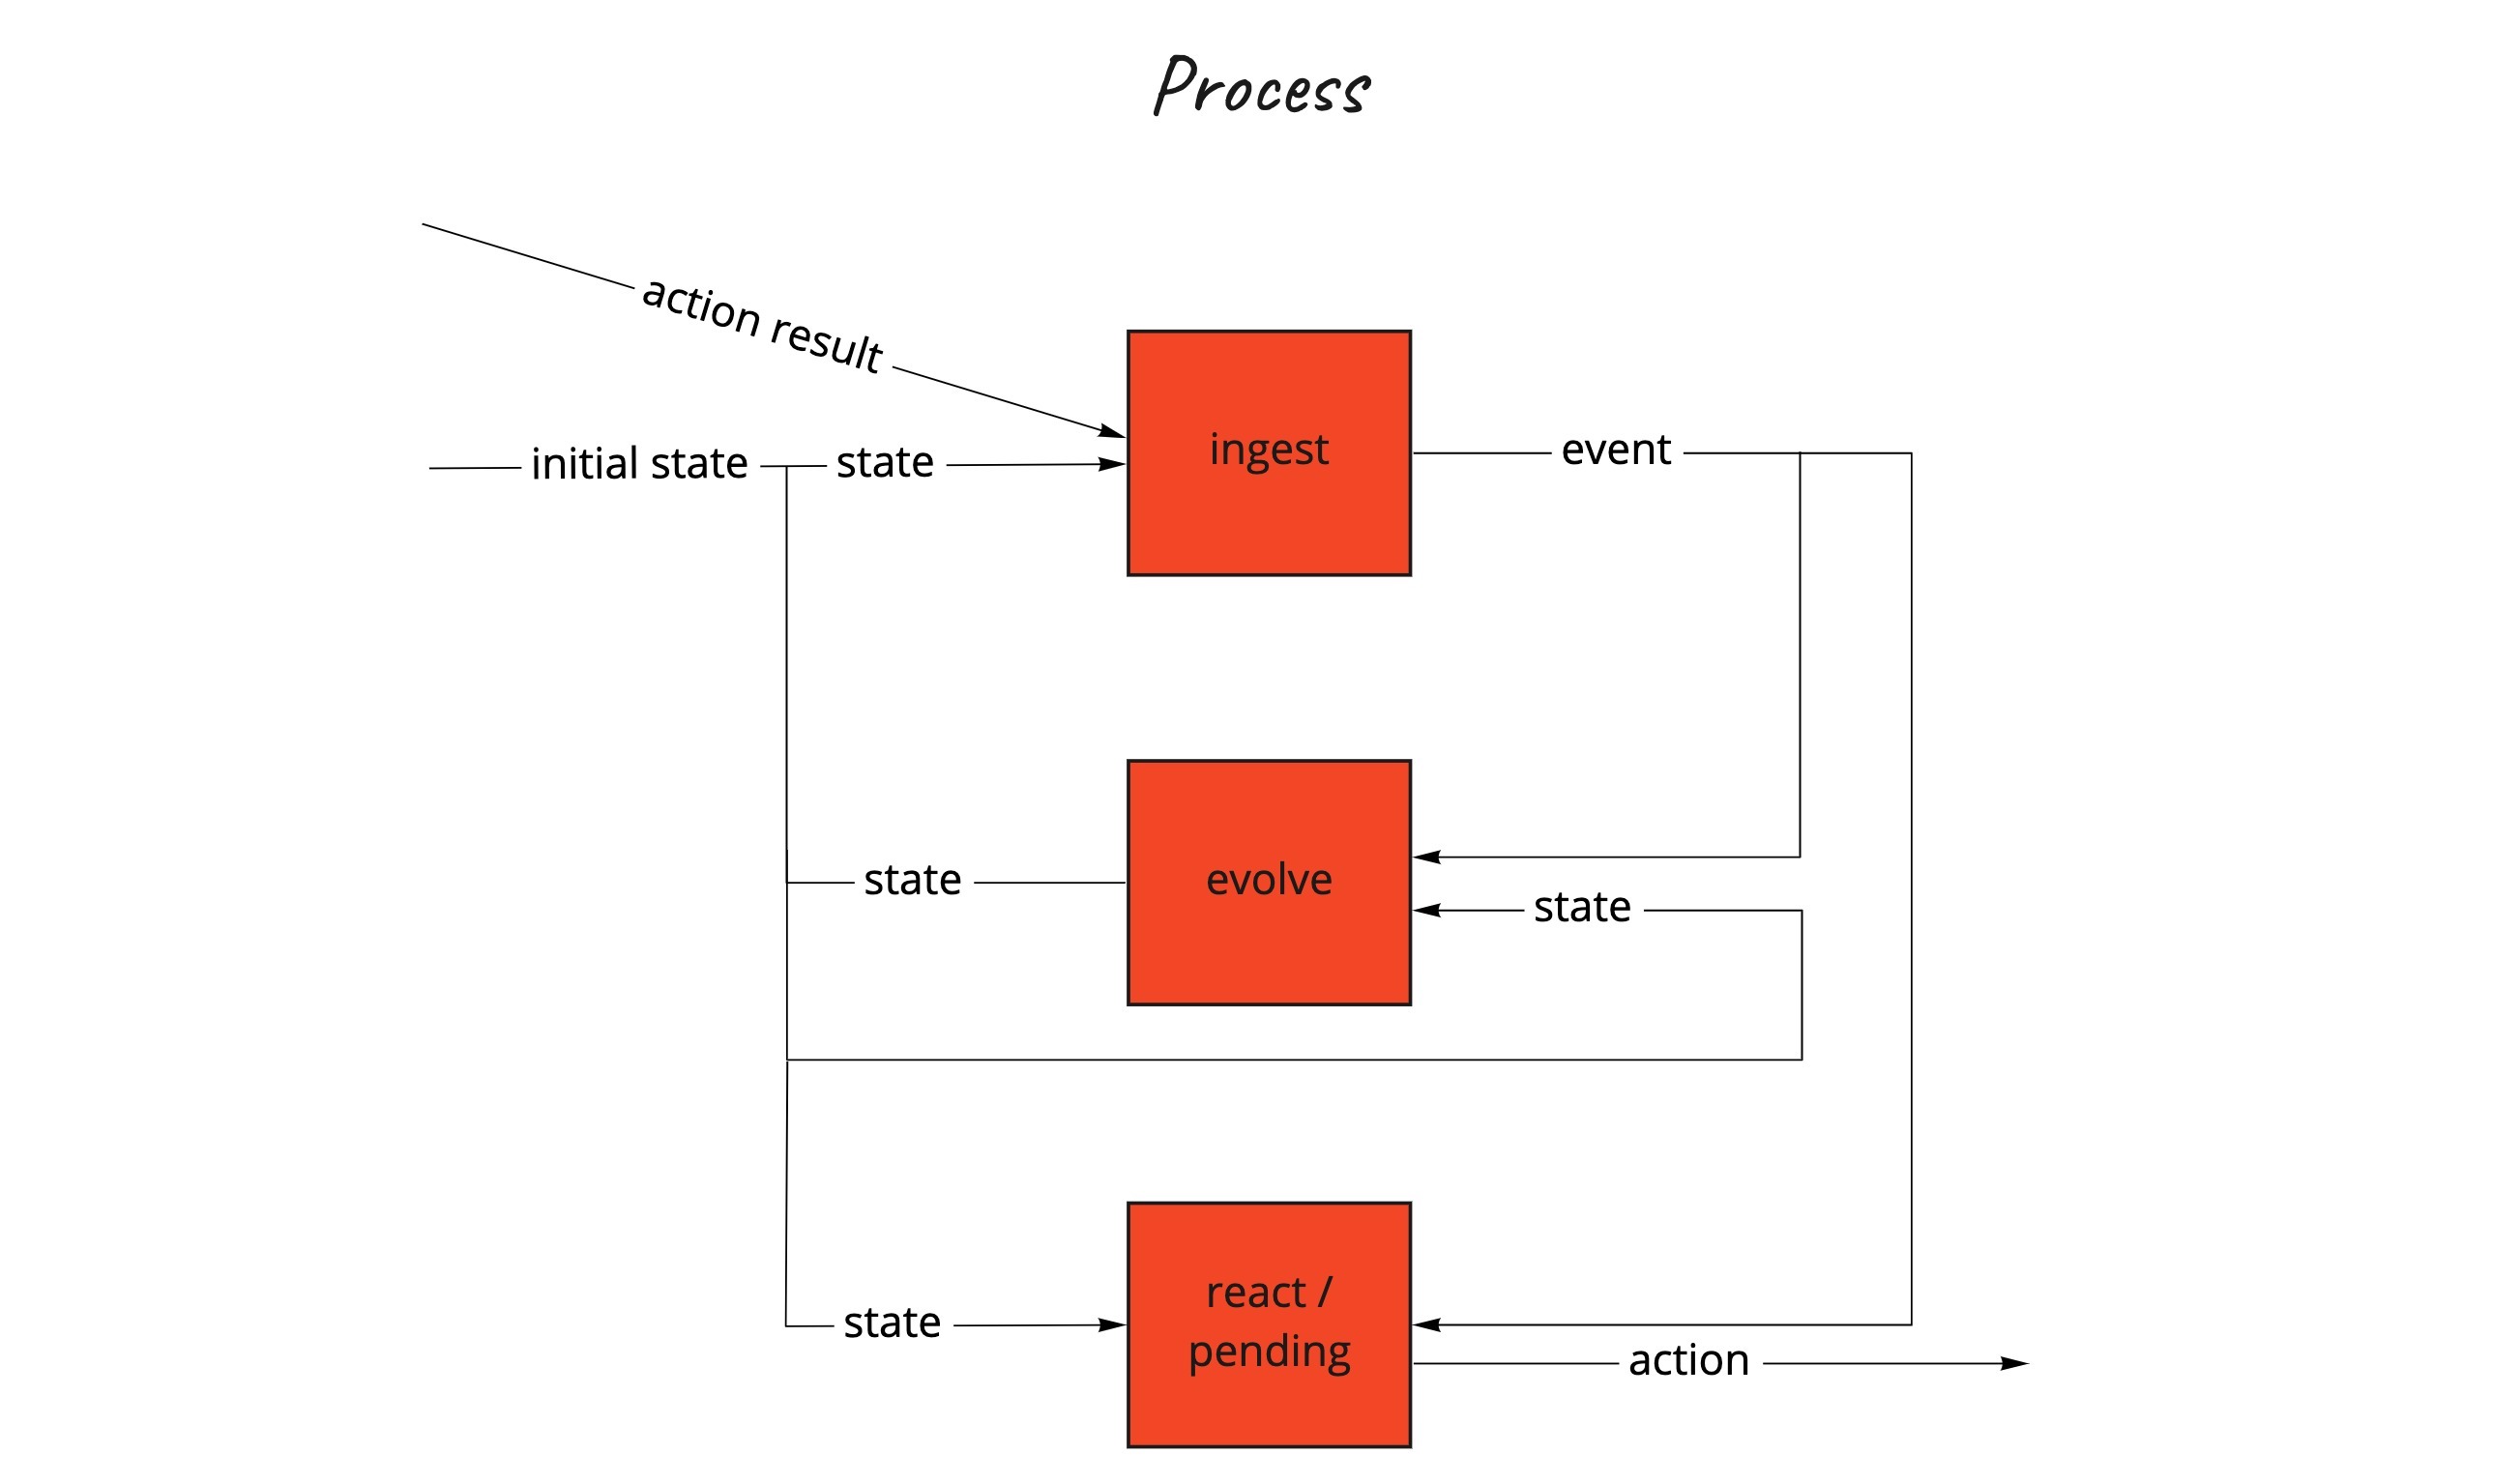 Process
action result
initial state
state
ingest
event
state
evolve
state
react /
pending
state
action